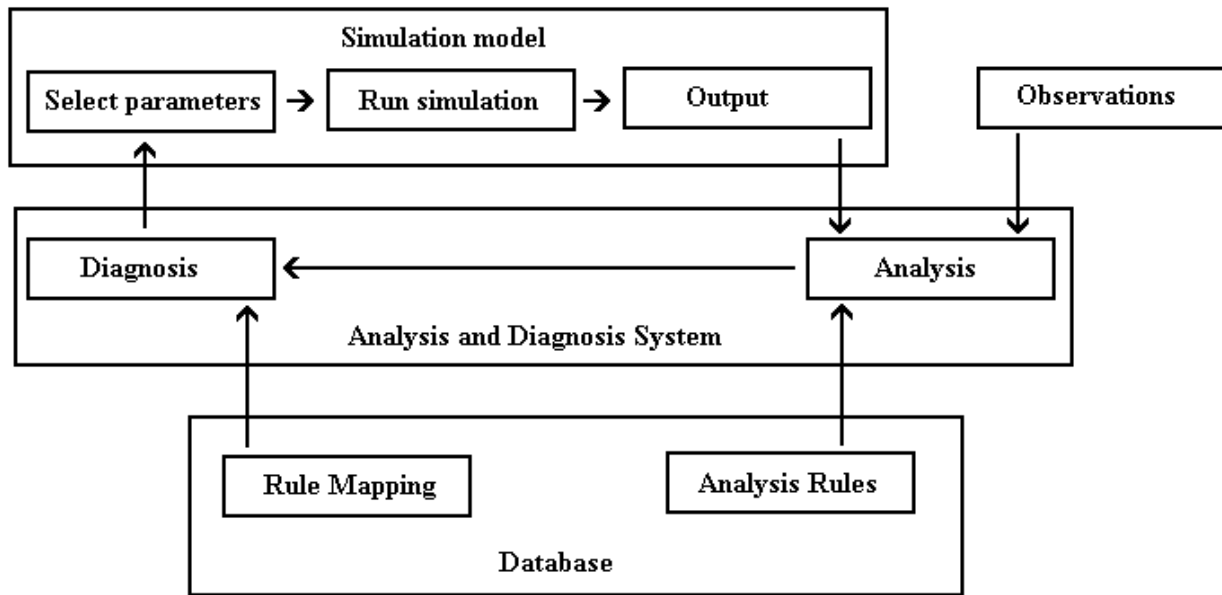 Simulation model
Select parameters
Run simulation
Output
Observations
Diagnosis
Analysis
Analysis and Diagnosis System
Rule Mapping
Analysis Rules
Database